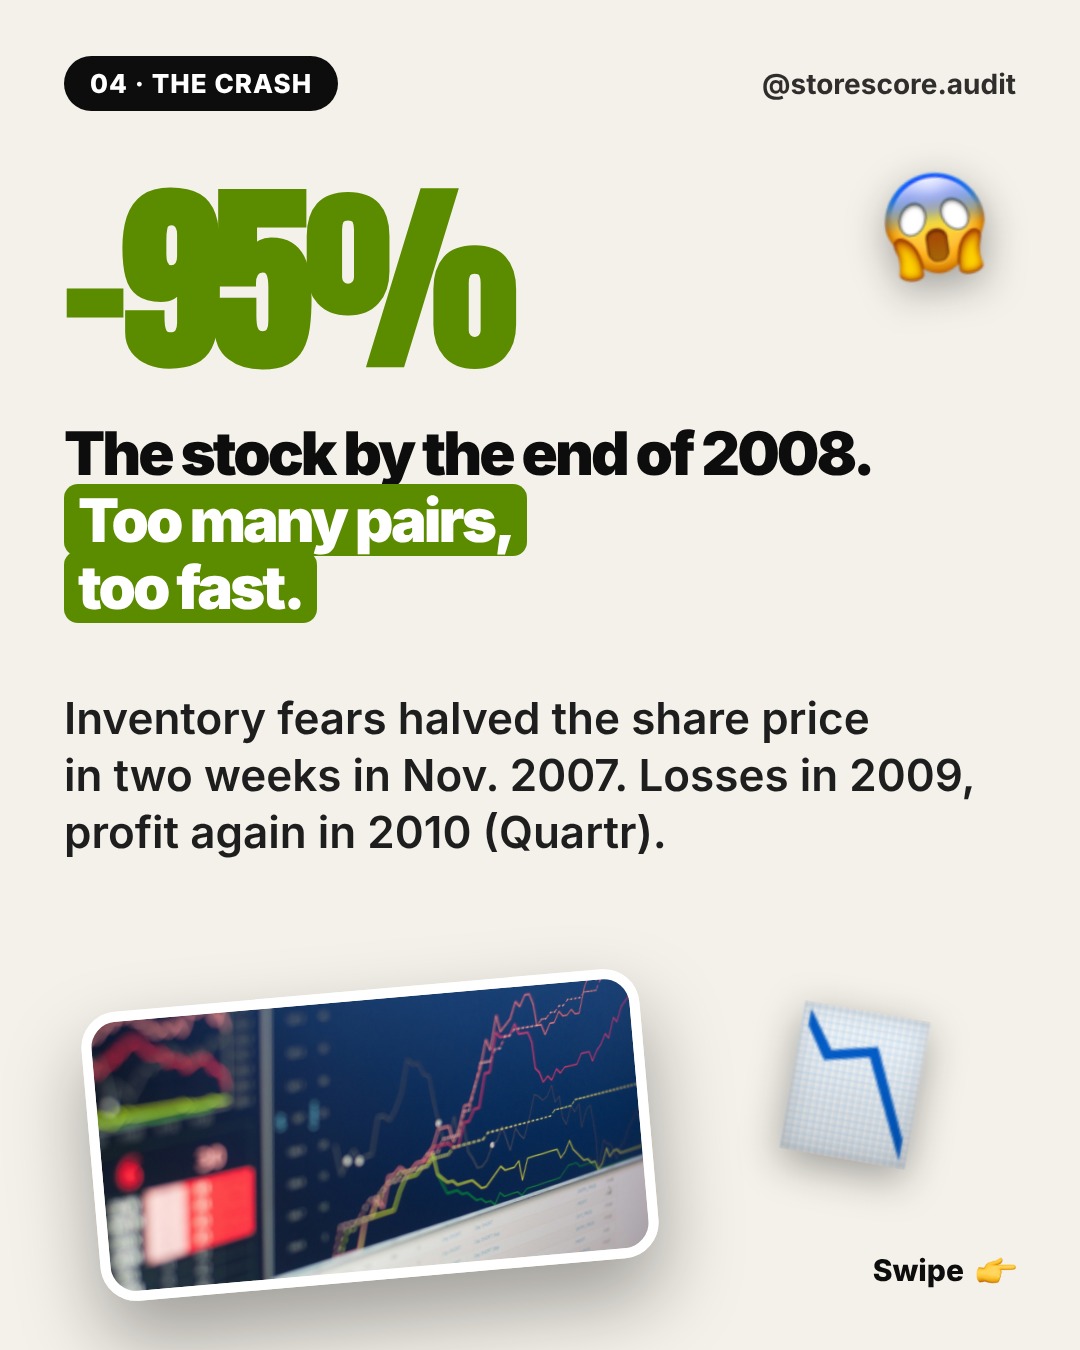 04 · THE CRASH
@storescore.audit
-95%
The stock by the end of 2008.
Too many pairs,
too fast.
Inventory fears halved the share price
in two weeks in Nov. 2007. Losses in 2009,
profit again in 2010 (Quartr).
Swipe 👉